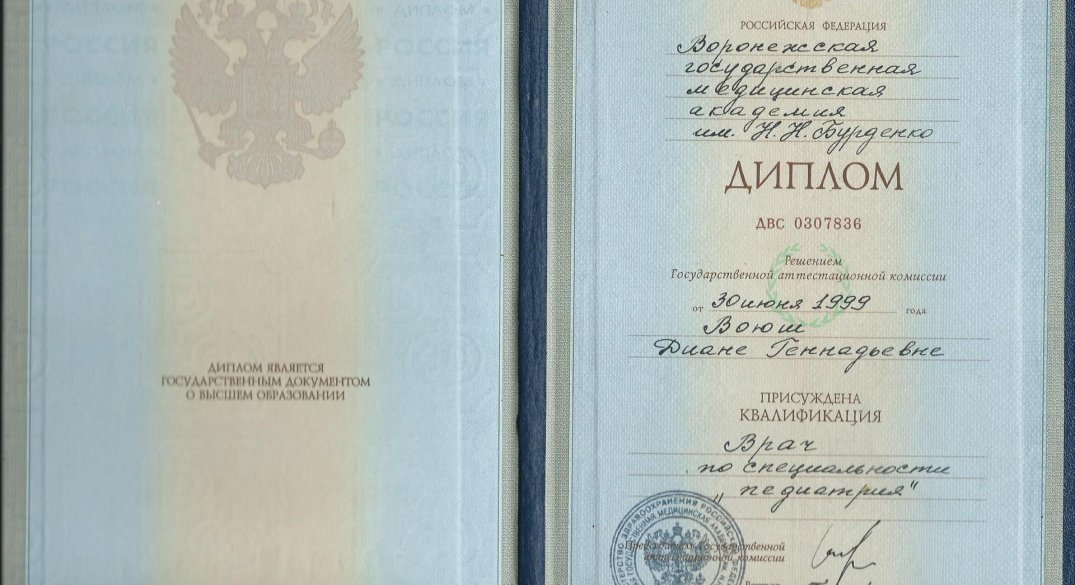 ДИПЛОМ ЯВЛЯЕТСЯ
ГОСУДАРСТВЕННЫМ ДОКУМЕНТОМ
О ВЫСШЕМ ОБРАЗОВАНИИ
РОССИЙСКАЯ ФЕДЕРАЦИЯ
Воронежская
государственная
медицинская
академия
им. Н.Н. Бурденко
ДИПЛОМ
ДВС 0307836
Решением
Государственной аттестационной комиссии
от 30 июня 1999 года
Воюш
Диане Геннадьевне
ПРИСУЖДЕНА
КВАЛИФИКАЦИЯ
Врач
по специальности
„педиатрия"
Председатель Государственной
аттестационной комиссии
Ректор